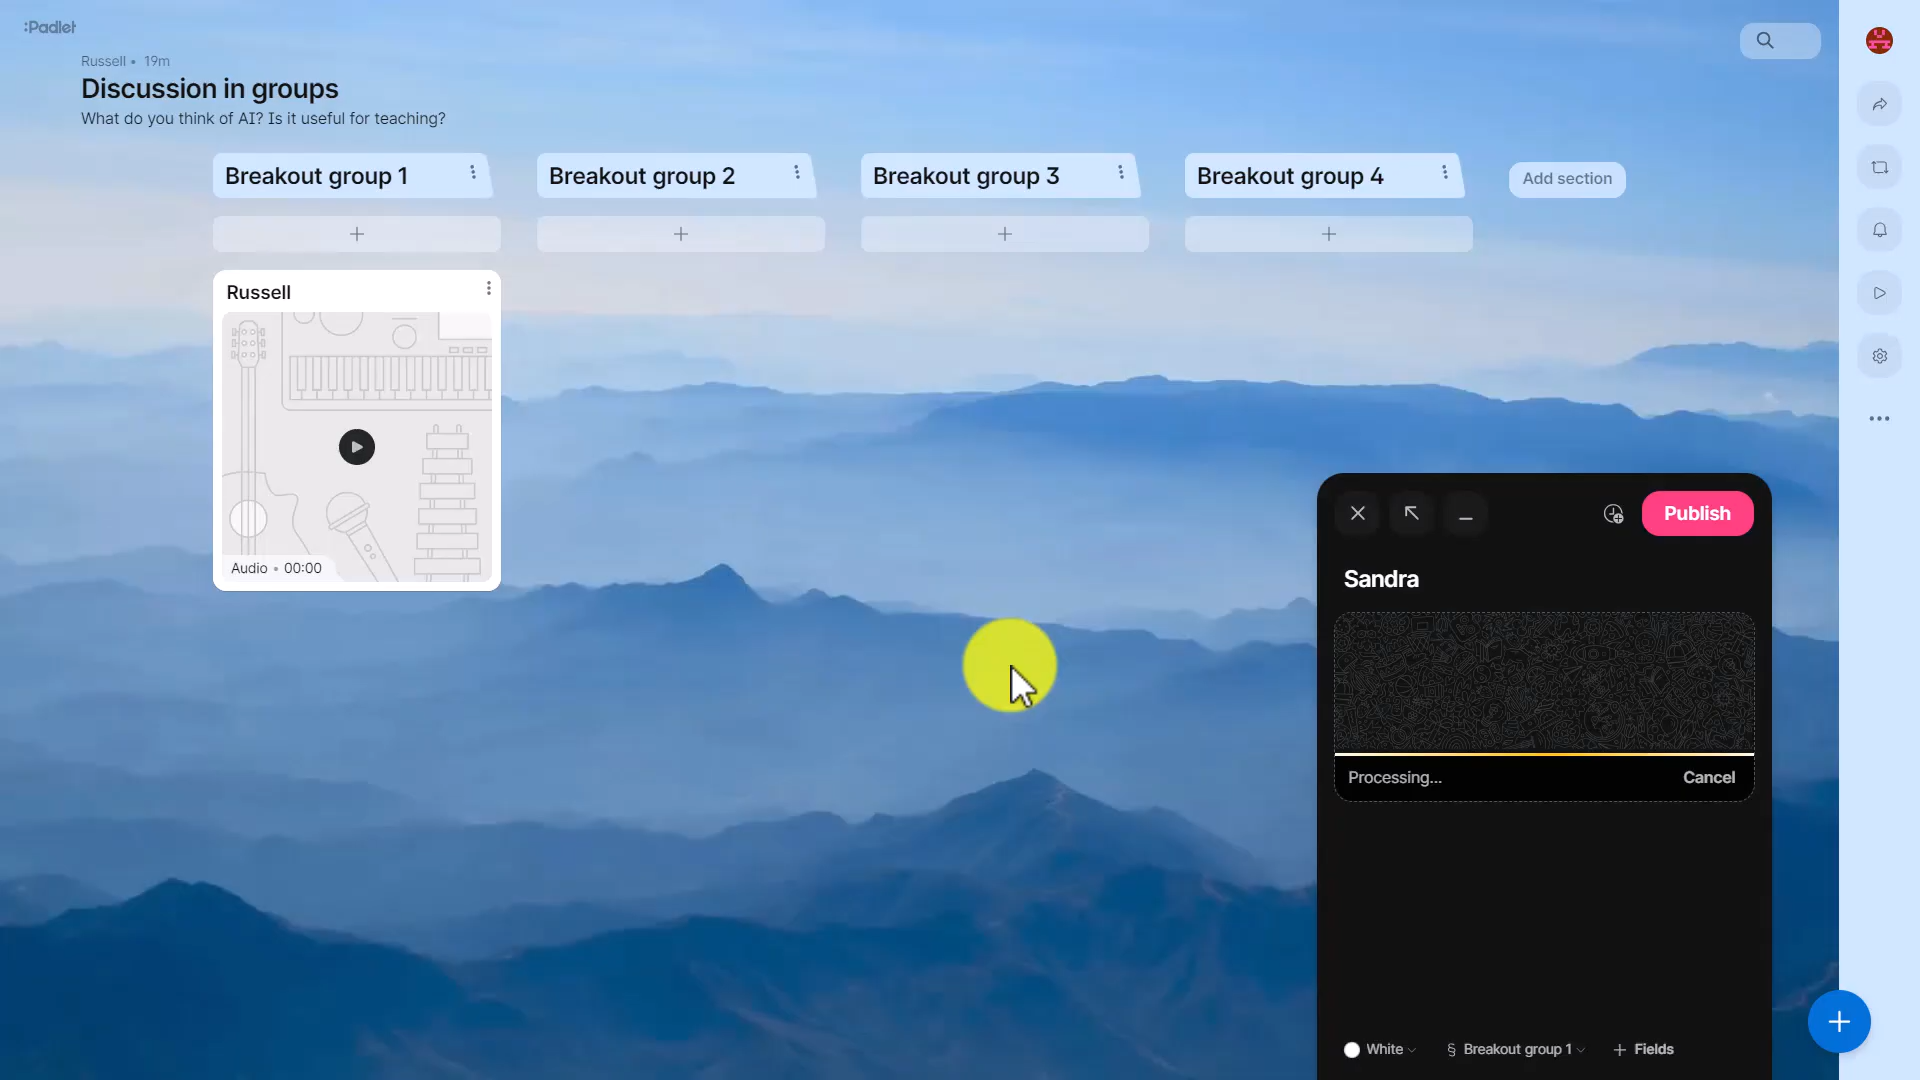 :Padlet
Russell • 19m
Discussion in groups
What do you think of AI? Is it useful for teaching?
Breakout group 1
Breakout group 2
Breakout group 3
Breakout group 4
Add section
Russell
Audio • 00:00
Publish
Sandra
Processing...
Cancel
White
§ Breakout group 1
+ Fields